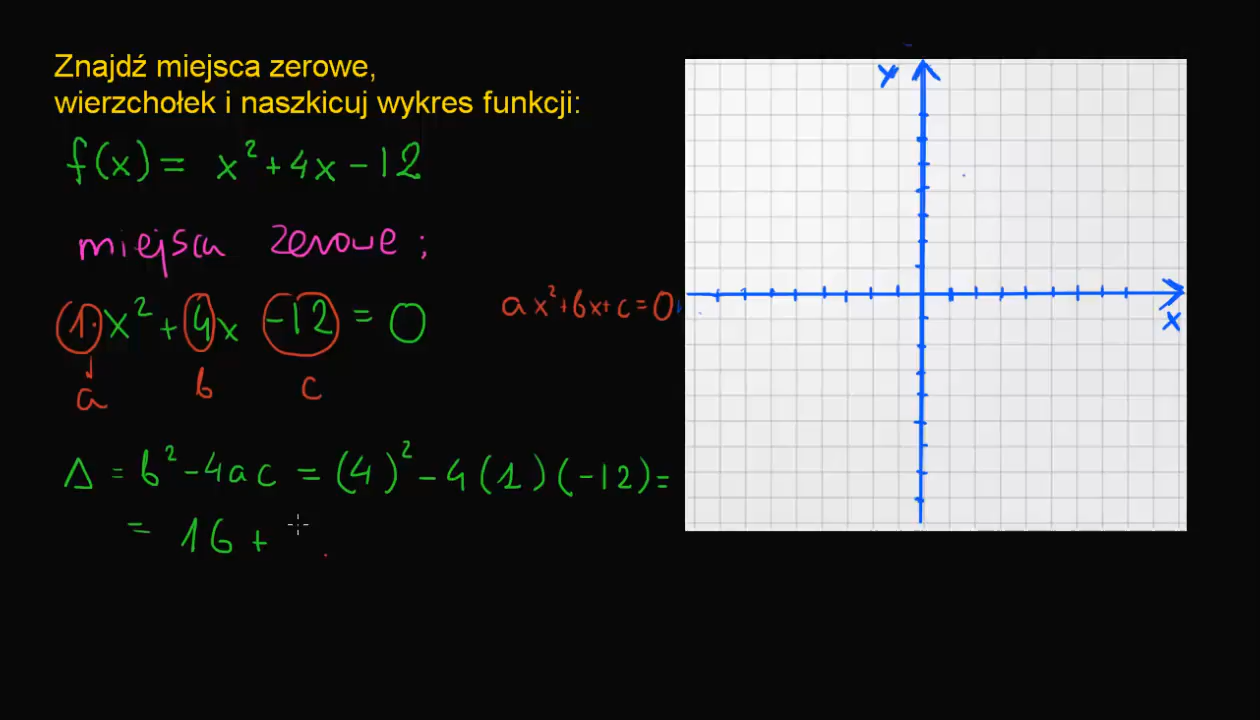 Znajdź miejsca zerowe,
wierzchołek i naszkicuj wykres funkcji:
f(x) = x² + 4x - 12
miejsca zerowe:
1·x² + 4x -12 = 0
ax²+bx+c=0
a b c
Δ = b² - 4ac = (4)² - 4(1)(-12) =
= 16 +
y
x